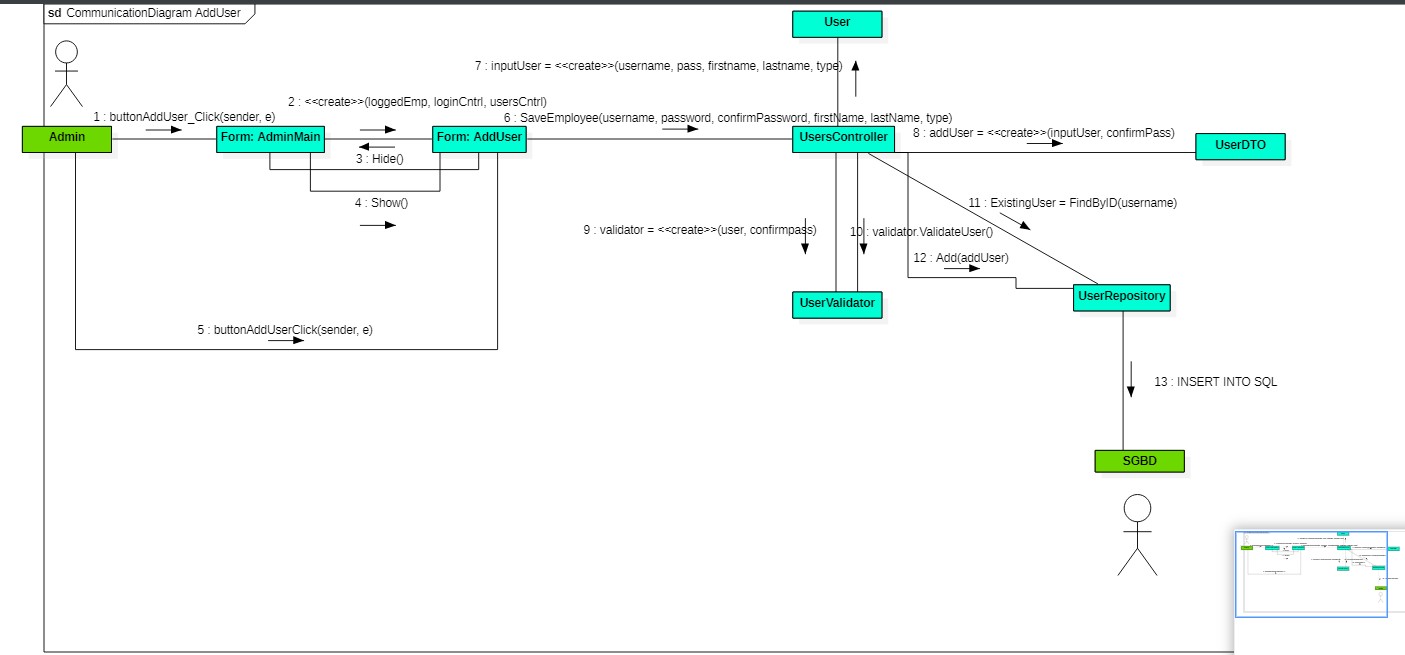 sd CommunicationDiagram AddUser
User
7 : inputUser = <<create>>(username, pass, firstname, lastname, type)
2 : <<create>>(loggedEmp, loginCntrl, usersCntrl)
1 : buttonAddUser_Click(sender, e)
6 : SaveEmployee(username, password, confirmPassword, firstName, lastName, type)
Admin
Form: AdminMain
Form: AddUser
UsersController
8 : addUser = <<create>>(inputUser, confirmPass)
UserDTO
3 : Hide()
4 : Show()
11 : ExistingUser = FindByID(username)
9 : validator = <<create>>(user, confirmpass)
10 : validator.ValidateUser()
12 : Add(addUser)
UserValidator
UserRepository
5 : buttonAddUserClick(sender, e)
13 : INSERT INTO SQL
SGBD